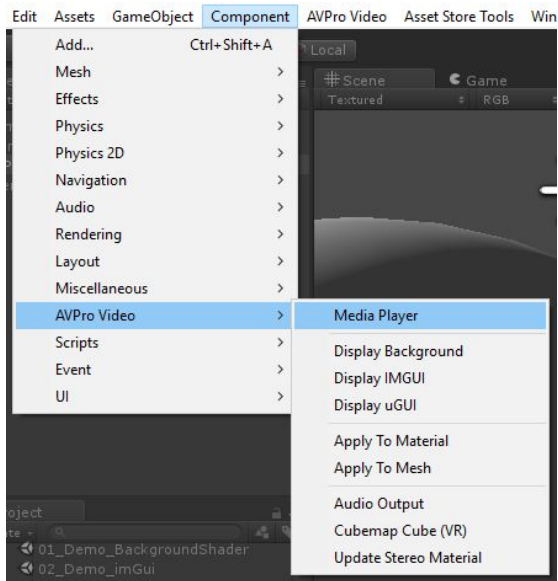 Edit Assets GameObject Component AVPro Video Asset Store Tools Win
Local
Add... Ctrl+Shift+A
Mesh
Effects
Physics
Physics 2D
Navigation
Audio
Rendering
Layout
Miscellaneous
AVPro Video
Scripts
Event
UI
Scene Game
Textured RGB
Media Player
Display Background
Display IMGUI
Display uGUI
Apply To Material
Apply To Mesh
Audio Output
Cubemap Cube (VR)
Update Stereo Material
oject
ate
01_Demo_BackgroundShader
02_Demo_imGui